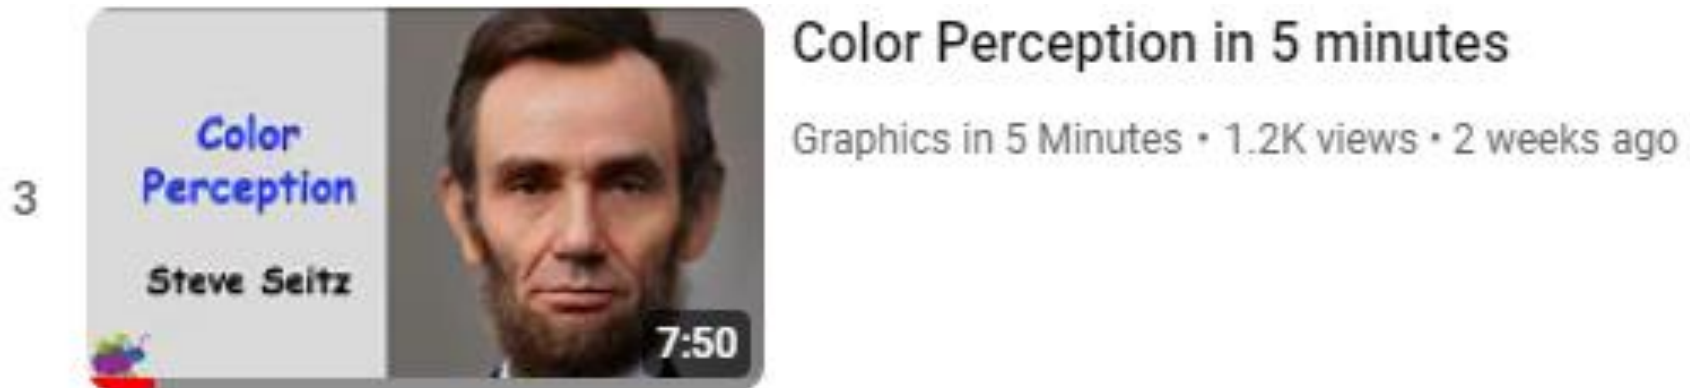 3
Color
Perception
Steve Seitz
7:50
Color Perception in 5 minutes
Graphics in 5 Minutes • 1.2K views • 2 weeks ago